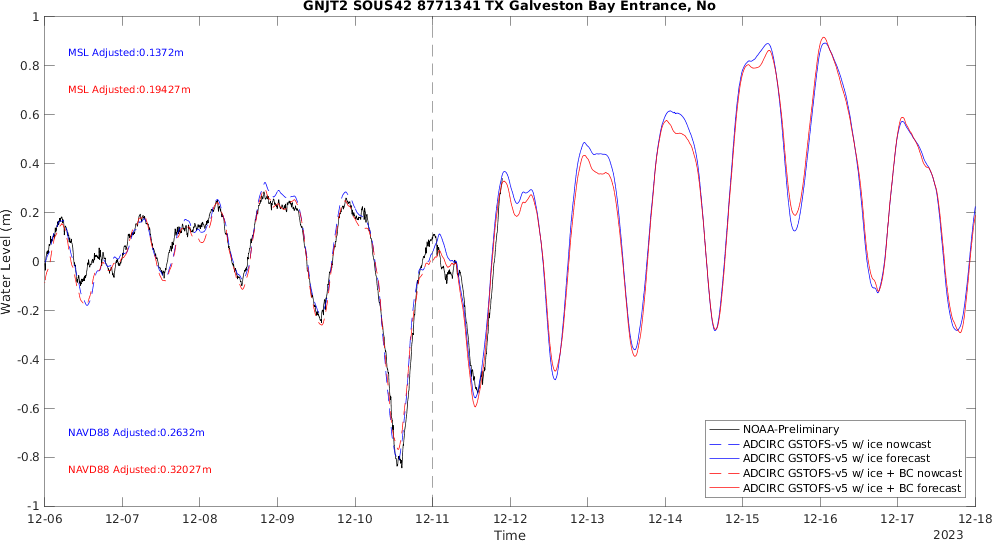 GNJT2 SOUS42 8771341 TX Galveston Bay Entrance, No
1
0.8
0.6
0.4
0.2
0
-0.2
-0.4
-0.6
-0.8
-1
Water Level (m)
MSL Adjusted:0.1372m
MSL Adjusted:0.19427m
NAVD88 Adjusted:0.2632m
NAVD88 Adjusted:0.32027m
NOAA-Preliminary
ADCIRC GSTOFS-v5 w/ ice nowcast
ADCIRC GSTOFS-v5 w/ ice forecast
ADCIRC GSTOFS-v5 w/ ice + BC nowcast
ADCIRC GSTOFS-v5 w/ ice + BC forecast
12-06 12-07 12-08 12-09 12-10 12-11 12-12 12-13 12-14 12-15 12-16 12-17 12-18
Time
2023